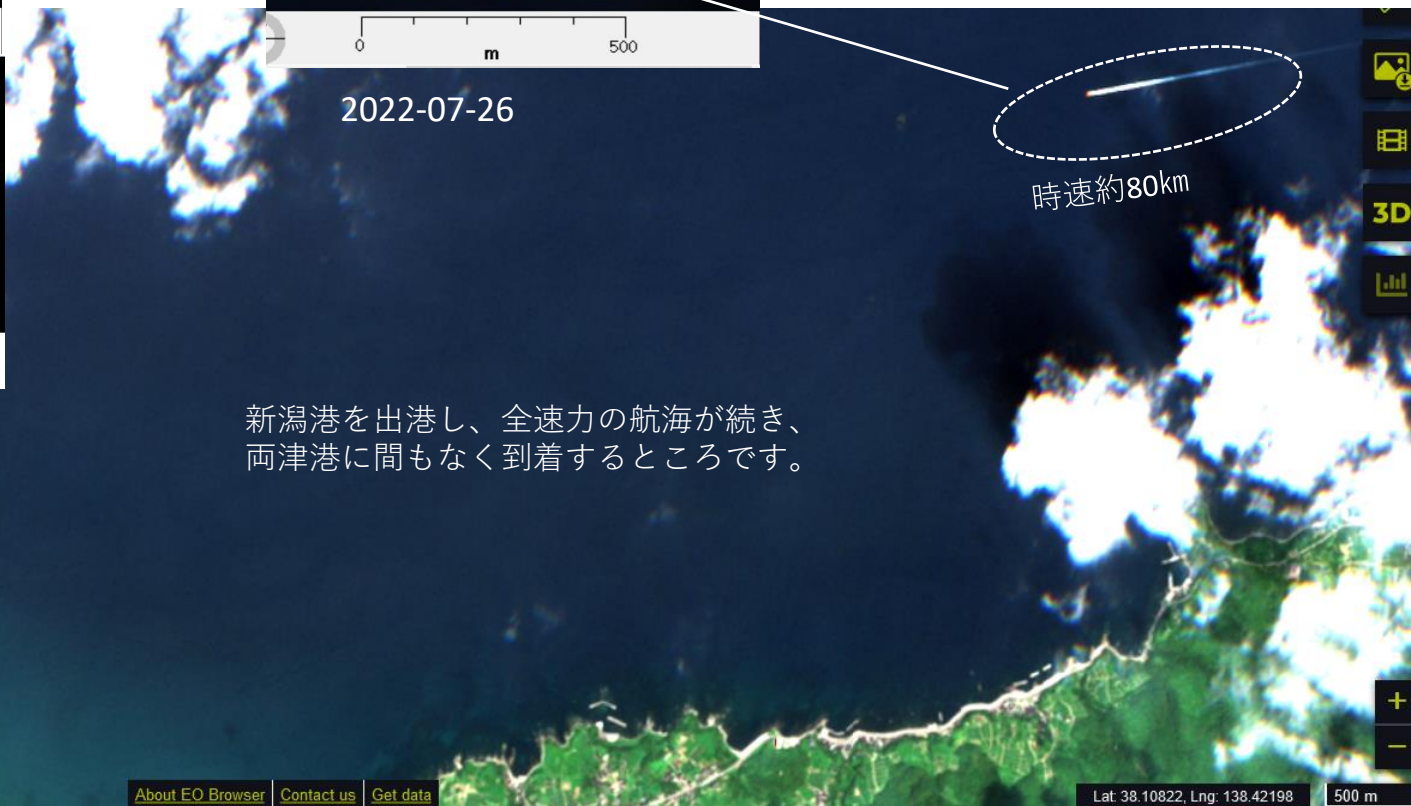 0 500
m
2022-07-26
時速約80㎞
3D
新潟港を出港し、全速力の航海が続き、
両津港に間もなく到着するところです。
+
−
About EO Browser Contact us Get data
Lat: 38.10822, Lng: 138.42198 500 m